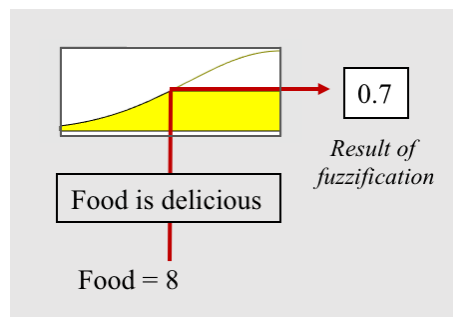 0.7
Result of
fuzzification
Food is delicious
Food = 8